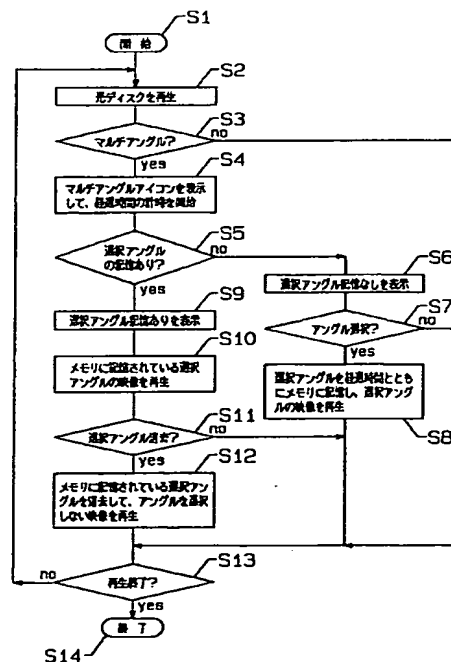 S1
開始
S2
光ディスクを再生
S3
マルチアングル?
no
yes
S4
マルチアングルアイコンを表示
して、経過時間の計時を開始
S5
選択アングル
の記憶あり?
no
yes
S6
選択アングル記憶なしを表示
S7
アングル選択?
no
yes
選択アングルを経過時間ととも
にメモリに記憶し、選択アング
ルの映像を再生
S8
S9
選択アングル記憶ありを表示
S10
メモリに記憶されている選択
アングルの映像を再生
S11
選択アングル消去?
no
yes
S12
メモリに記憶されている選択アン
グルを消去して、アングルを選択
しない映像を再生
S13
再生終了?
no
yes
終了
S14